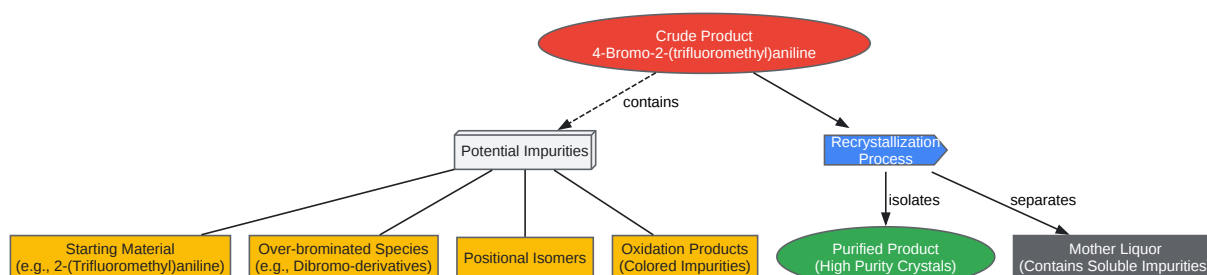 Crude Product
4-Bromo-2-(trifluoromethyl)aniline
contains
Potential Impurities
Recrystallization
Process
isolates
separates
Starting Material
(e.g., 2-(Trifluoromethyl)aniline)
Over-brominated Species
(e.g., Dibromo-derivatives)
Positional Isomers
Oxidation Products
(Colored Impurities)
Purified Product
(High Purity Crystals)
Mother Liquor
(Contains Soluble Impurities